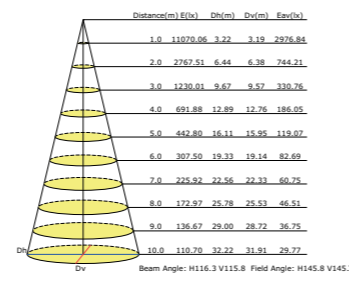 Distance(m) E(lx) Dh(m) Dv(m) Eav(lx)
1.0 11070.06 3.22 3.19 2976.84
2.0 2767.51 6.44 6.38 744.21
3.0 1230.01 9.67 9.57 330.76
4.0 691.88 12.89 12.76 186.05
5.0 442.80 16.11 15.95 119.07
6.0 307.50 19.33 19.14 82.69
7.0 225.92 22.56 22.33 60.75
8.0 172.97 25.78 25.53 46.51
9.0 136.67 29.00 28.72 36.75
Dh 10.0 110.70 32.22 31.91 29.77
Dv Beam Angle: H116.3 V115.8 Field Angle: H145.8 V145.